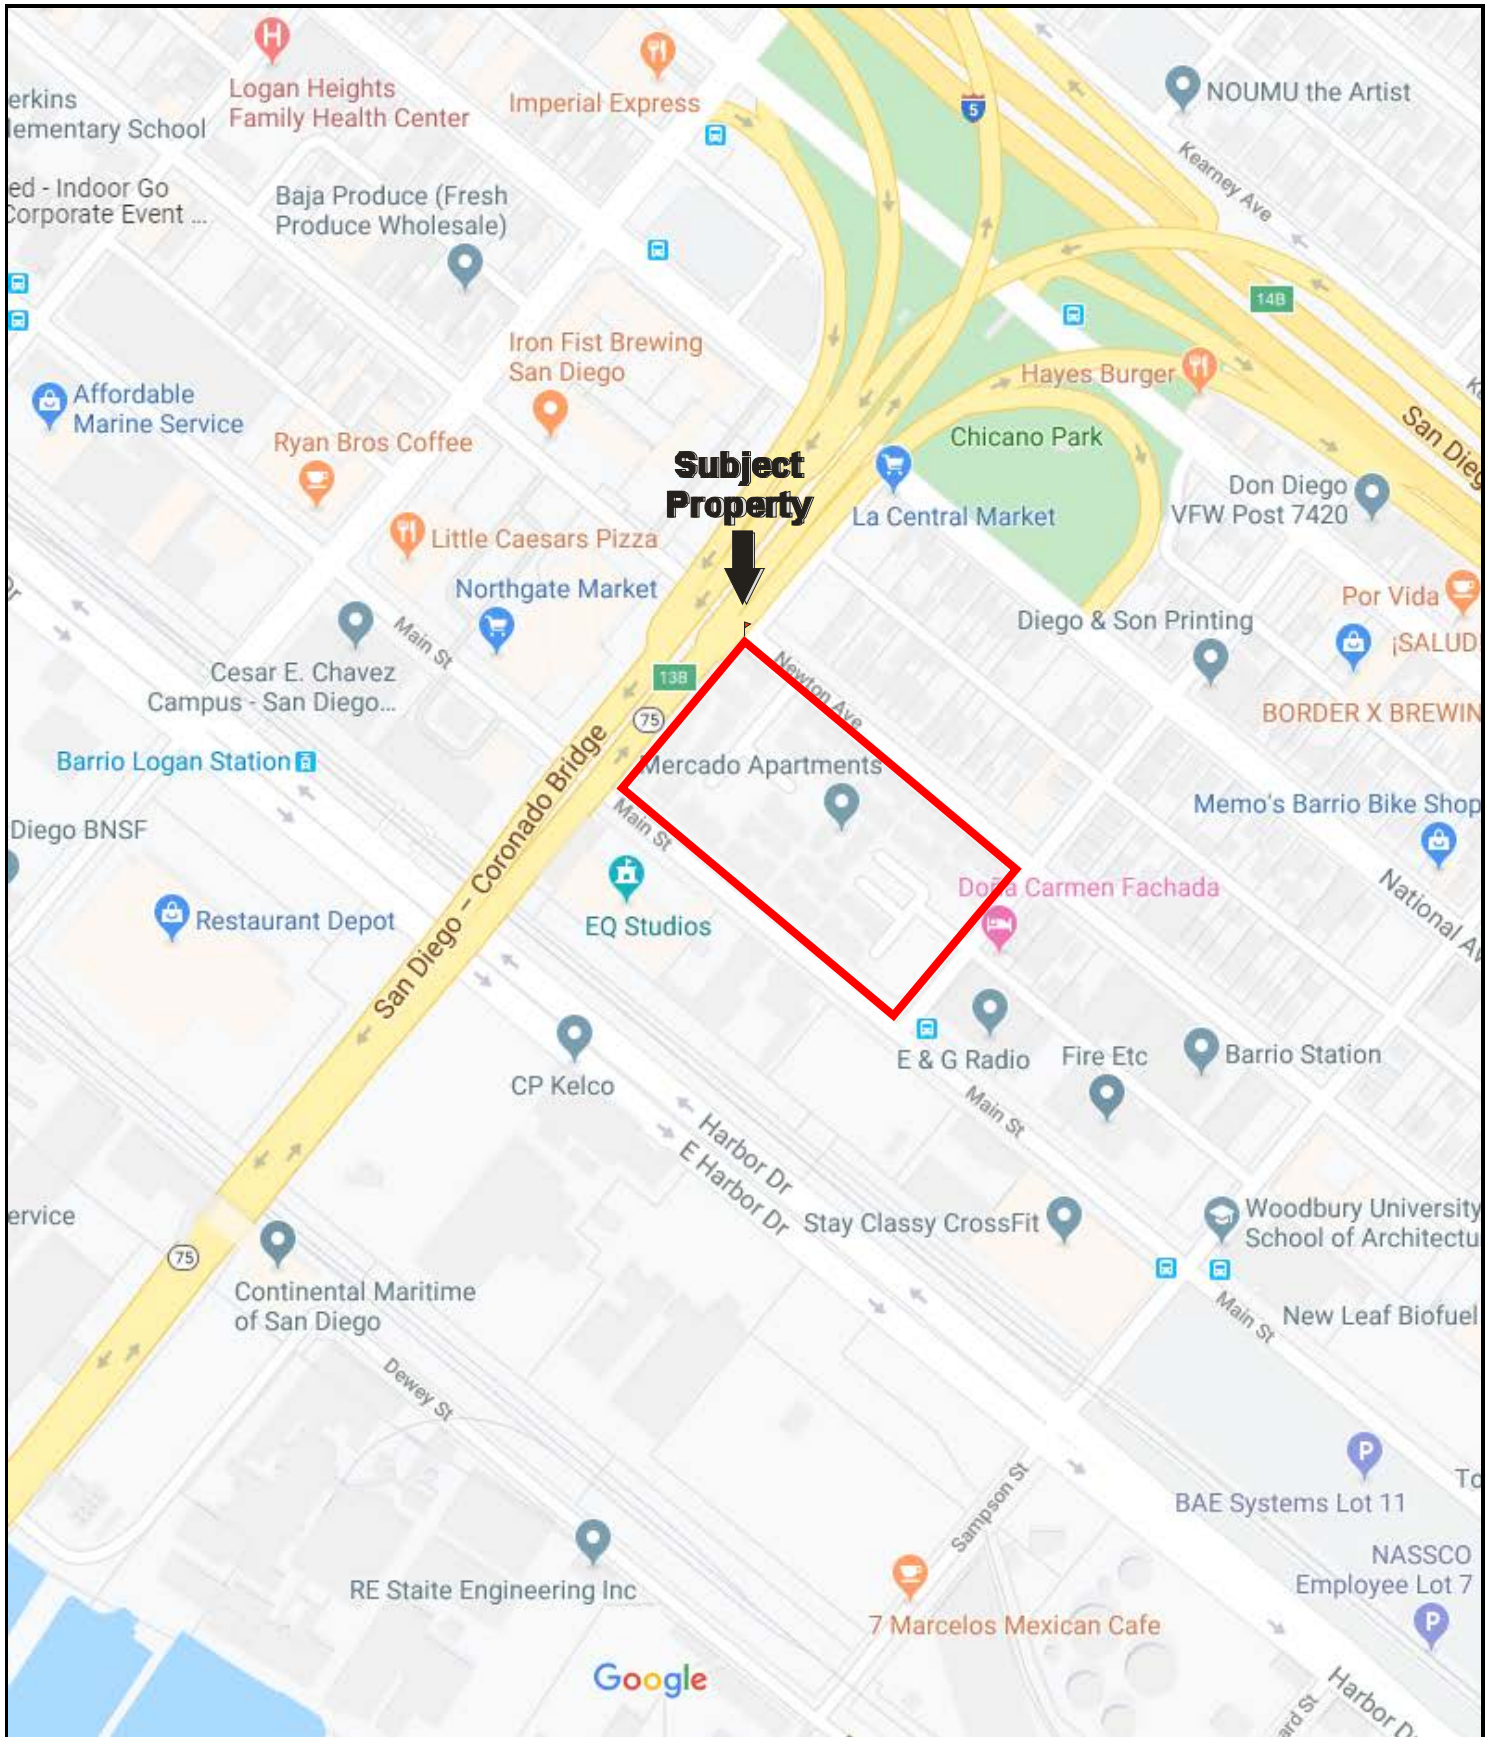 H
Logan Heights
Family Health Center
Imperial Express
5
NOUMU the Artist
erkins
lementary School
Kearney Ave
ed - Indoor Go
Corporate Event ...
Baja Produce (Fresh
Produce Wholesale)
14B
Iron Fist Brewing
San Diego
Hayes Burger
Affordable
Marine Service
Ryan Bros Coffee
Chicano Park
San Dieg
Subject
Property
Don Diego
VFW Post 7420
La Central Market
Little Caesars Pizza
Northgate Market
Por Vida
Diego & Son Printing
¡SALUD
Main St
Cesar E. Chavez
Campus - San Diego...
13B
Newton Ave
75
BORDER X BREWIN
Barrio Logan Station
Mercado Apartments
Memo's Barrio Bike Shop
Diego BNSF
Main St
San Diego – Coronado Bridge
Doña Carmen Fachada
National Av
Restaurant Depot
EQ Studios
E & G Radio
Fire Etc
Barrio Station
CP Kelco
Main St
Harbor Dr
E Harbor Dr
ervice
Stay Classy CrossFit
Woodbury University
School of Architectu
75
Continental Maritime
of San Diego
Main St
New Leaf Biofuel
Dewey St
P
BAE Systems Lot 11
To
Sampson St
NASSCO
Employee Lot 7
P
RE Staite Engineering Inc
7 Marcelos Mexican Cafe
Google
Harbor D
ard St